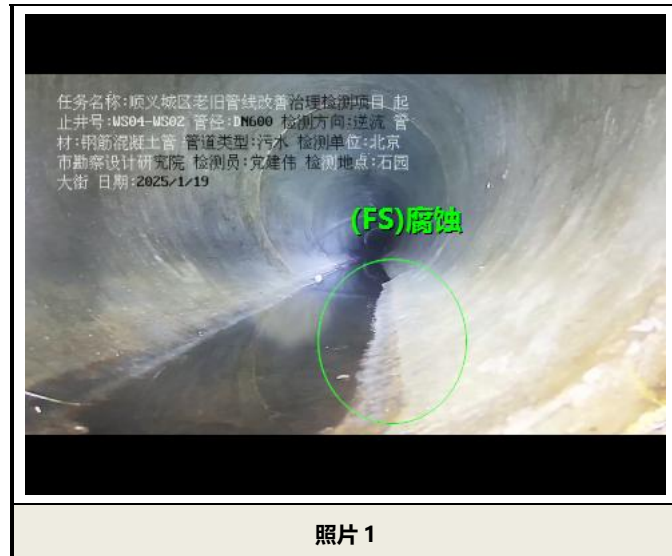 任务名称:顺义城区老旧管线改善治理检测项目 起
止井号:WS04-WS02 管径:DN600 检测方向:逆流 管
材:钢筋混凝土管 管道类型:污水 检测单位:北京
市勘察设计研究院 检测员:党建伟 检测地点:石园
大街 日期:2025/1/19
(FS)腐蚀
照片 1